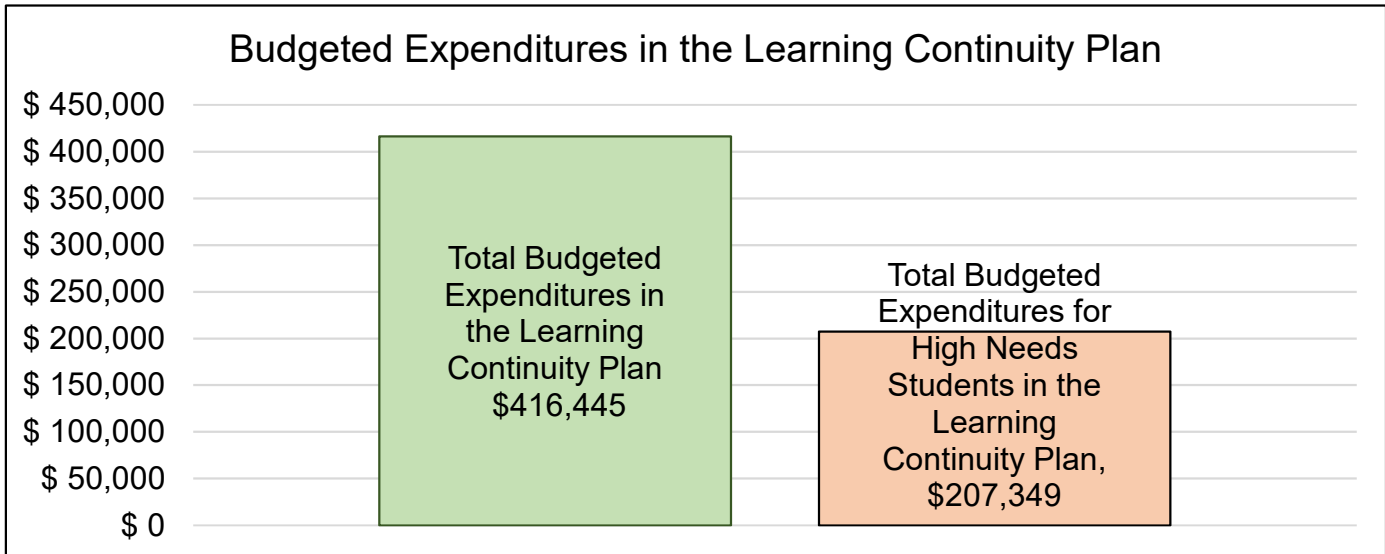 Budgeted Expenditures in the Learning Continuity Plan
$ 450,000
$ 400,000
$ 350,000
$ 300,000
$ 250,000
$ 200,000
$ 150,000
$ 100,000
$ 50,000
$ 0
Total Budgeted
Expenditures in
the Learning
Continuity Plan
$416,445
Total Budgeted
Expenditures for
High Needs
Students in the
Learning
Continuity Plan,
$207,349